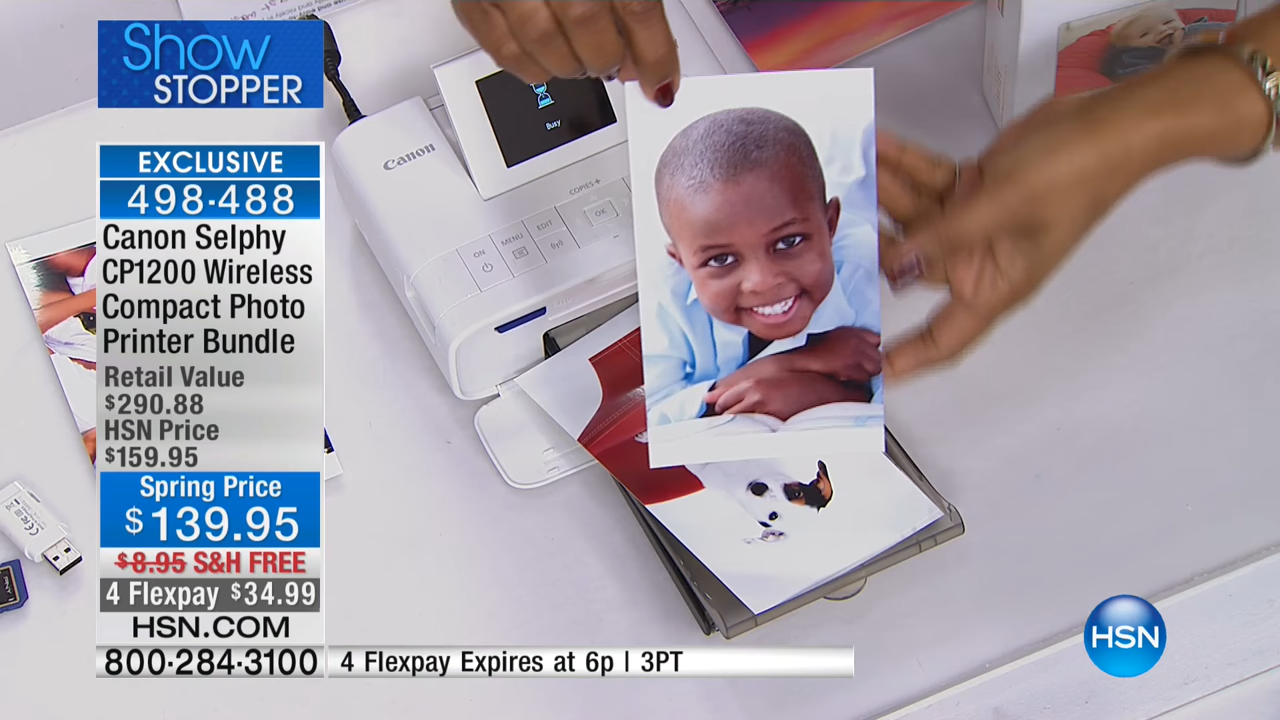 Show
STOPPER
EXCLUSIVE
498-488
Canon Selphy
CP1200 Wireless
Compact Photo
Printer Bundle
Retail Value
$290.88
HSN Price
$159.95
Spring Price
$139.95
$8.95 S&H FREE
4 Flexpay $34.99
HSN.COM
800-284-3100
4 Flexpay Expires at 6p | 3PT
Busy
Canon
COPIES +
ON
MENU
EDIT
OK
-
HSN